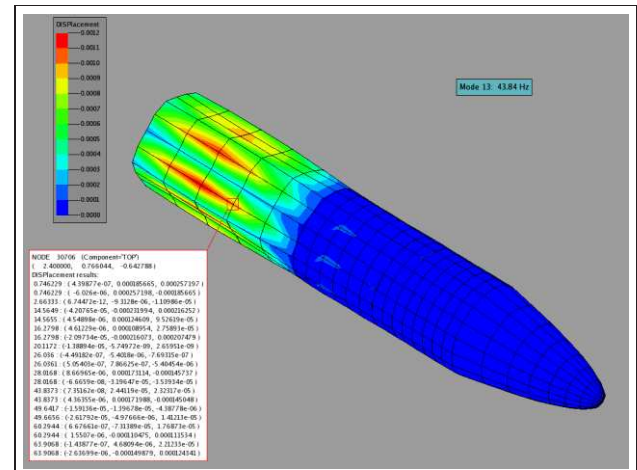 DISPlacement
0.0012
0.0011
0.0010
0.0009
0.0008
0.0007
0.0006
0.0005
0.0004
0.0003
0.0002
0.0001
0.0000
Mode 13: 43.84 Hz
NODE 30706 (Component='TOP')
( 2.400000, 0.766044, -0.642788 )
DISPlacement results:
0.746229 : ( 4.39877e-07, 0.000185665, 0.000257197 )
0.746229 : ( -6.026e-06, 0.000257198, -0.000185665 )
2.66333 : ( 6.74472e-12, -9.3128e-06, -1.10986e-05 )
14.5649 : ( -4.20765e-05, -0.000231994, 0.000216252 )
14.5655 : ( 4.54898e-06, 0.000124609, 9.52619e-05 )
16.2798 : ( 4.61229e-06, 0.000108954, 2.75893e-05 )
16.2798 : ( -2.09734e-05, -0.000216073, 0.000207479 )
20.1172 : ( -1.38894e-05, -5.74972e-09, 2.65951e-09 )
26.036 : ( -4.49182e-07, -5.4018e-06, -7.69315e-07 )
26.0361 : ( 5.05403e-07, 7.86625e-07, -5.40454e-06 )
28.0168 : ( 8.66965e-06, 0.000173114, -0.000145737 )
28.0168 : ( -6.6659e-08, -3.19647e-05, -3.53934e-05 )
43.8373 : ( 7.35162e-08, 2.44119e-05, 2.32317e-05 )
43.8373 : ( 4.36355e-06, 0.000171988, -0.000145048 )
49.6417 : ( -1.59136e-05, -1.39678e-05, -4.38778e-06 )
49.6656 : ( -2.61792e-05, -4.97666e-06, 1.41213e-05 )
60.2944 : ( 6.67661e-07, -7.31389e-05, 1.76873e-05 )
60.2944 : ( 1.5507e-06, -0.000110475, 0.000111534 )
63.9068 : ( -1.43877e-07, 4.68094e-06, 2.21233e-05 )
63.9068 : ( -2.63699e-06, -0.000149879, 0.000124341 )